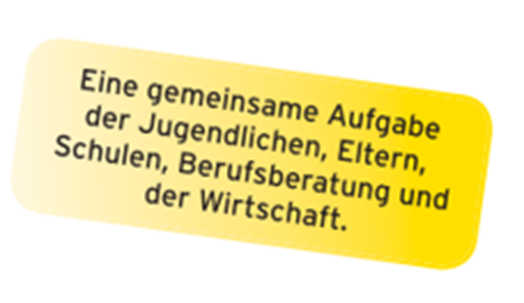 Eine gemeinsame Aufgabe
der Jugendlichen, Eltern,
Schulen, Berufsberatung und
der Wirtschaft.